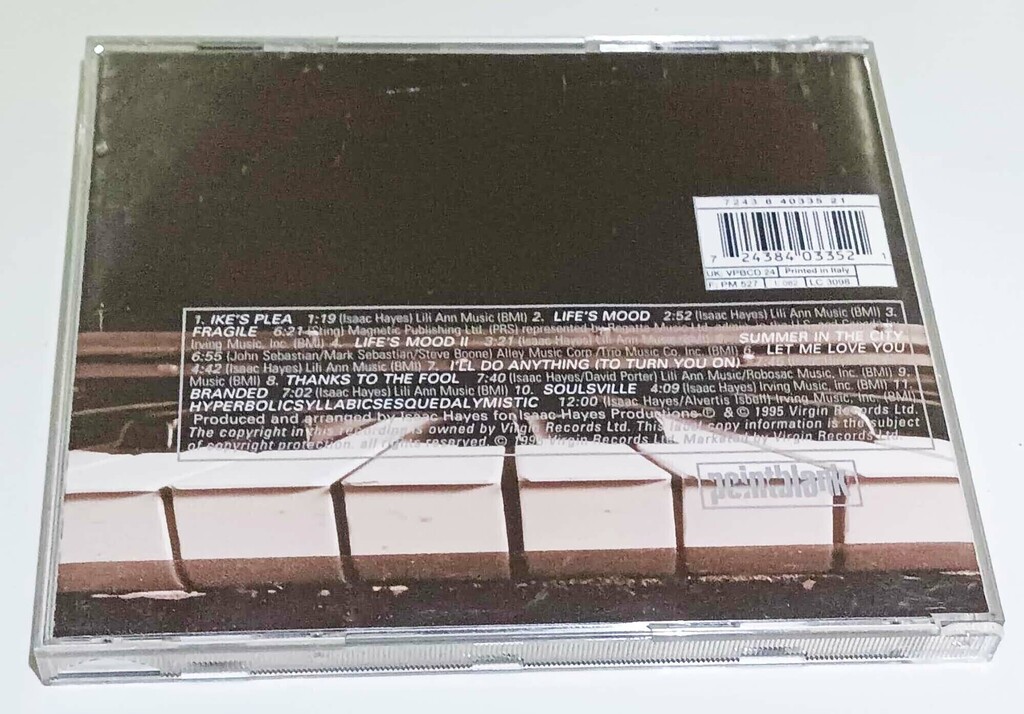 7243 8 40335 21
7 24384 03352 1
UK: VPBCD 24 Printed in Italy
F: PM 527 LC 3098
1. IKE'S PLEA 1:19 (Isaac Hayes) Lili Ann Music (BMI) 2. LIFE'S MOOD 2:52 (Isaac Hayes) Lili Ann Music (BMI) 3.
FRAGILE 6:21 (Sting) Magnetic Publishing Ltd. (PRS) represented by Regatta Music
Irving Music, Inc. (BMI) 4. LIFE'S MOOD II 3:21 (Isaac Hayes) SUMMER IN THE CITY
6:55 (John Sebastian/Mark Sebastian/Steve Boone) Alley Music Corp./Trio Music Co, Inc. (BMI) 6. LET ME LOVE YOU
4:42 (Isaac Hayes) Lili Ann Music (BMI) 7. I'LL DO ANYTHING (TO TURN YOU ON)
Music (BMI) 8. THANKS TO THE FOOL 7:40 (Isaac Hayes/David Porter) Lili Ann Music/Robosac Music, Inc. (BMI) 9.
BRANDED 7:02 (Isaac Hayes) Lili Ann Music (BMI) 10. SOULSVILLE 4:09 (Isaac Hayes) Irving Music, Inc. (BMI) 11.
HYPERBOLICSYLLABICSESQUEDALYMISTIC 12:00 (Isaac Hayes/Alvertis Isbell) Irving Music, Inc. (BMI)
Produced and arranged by Isaac Hayes for Isaac Hayes Productions ℗ & © 1995 Virgin Records Ltd.
The copyright in this recording is owned by Virgin Records Ltd. This label copy information is the subject
of copyright protection, all rights reserved. © 1995 Virgin Records Ltd. Marketed by Virgin Records Ltd.
pointblank